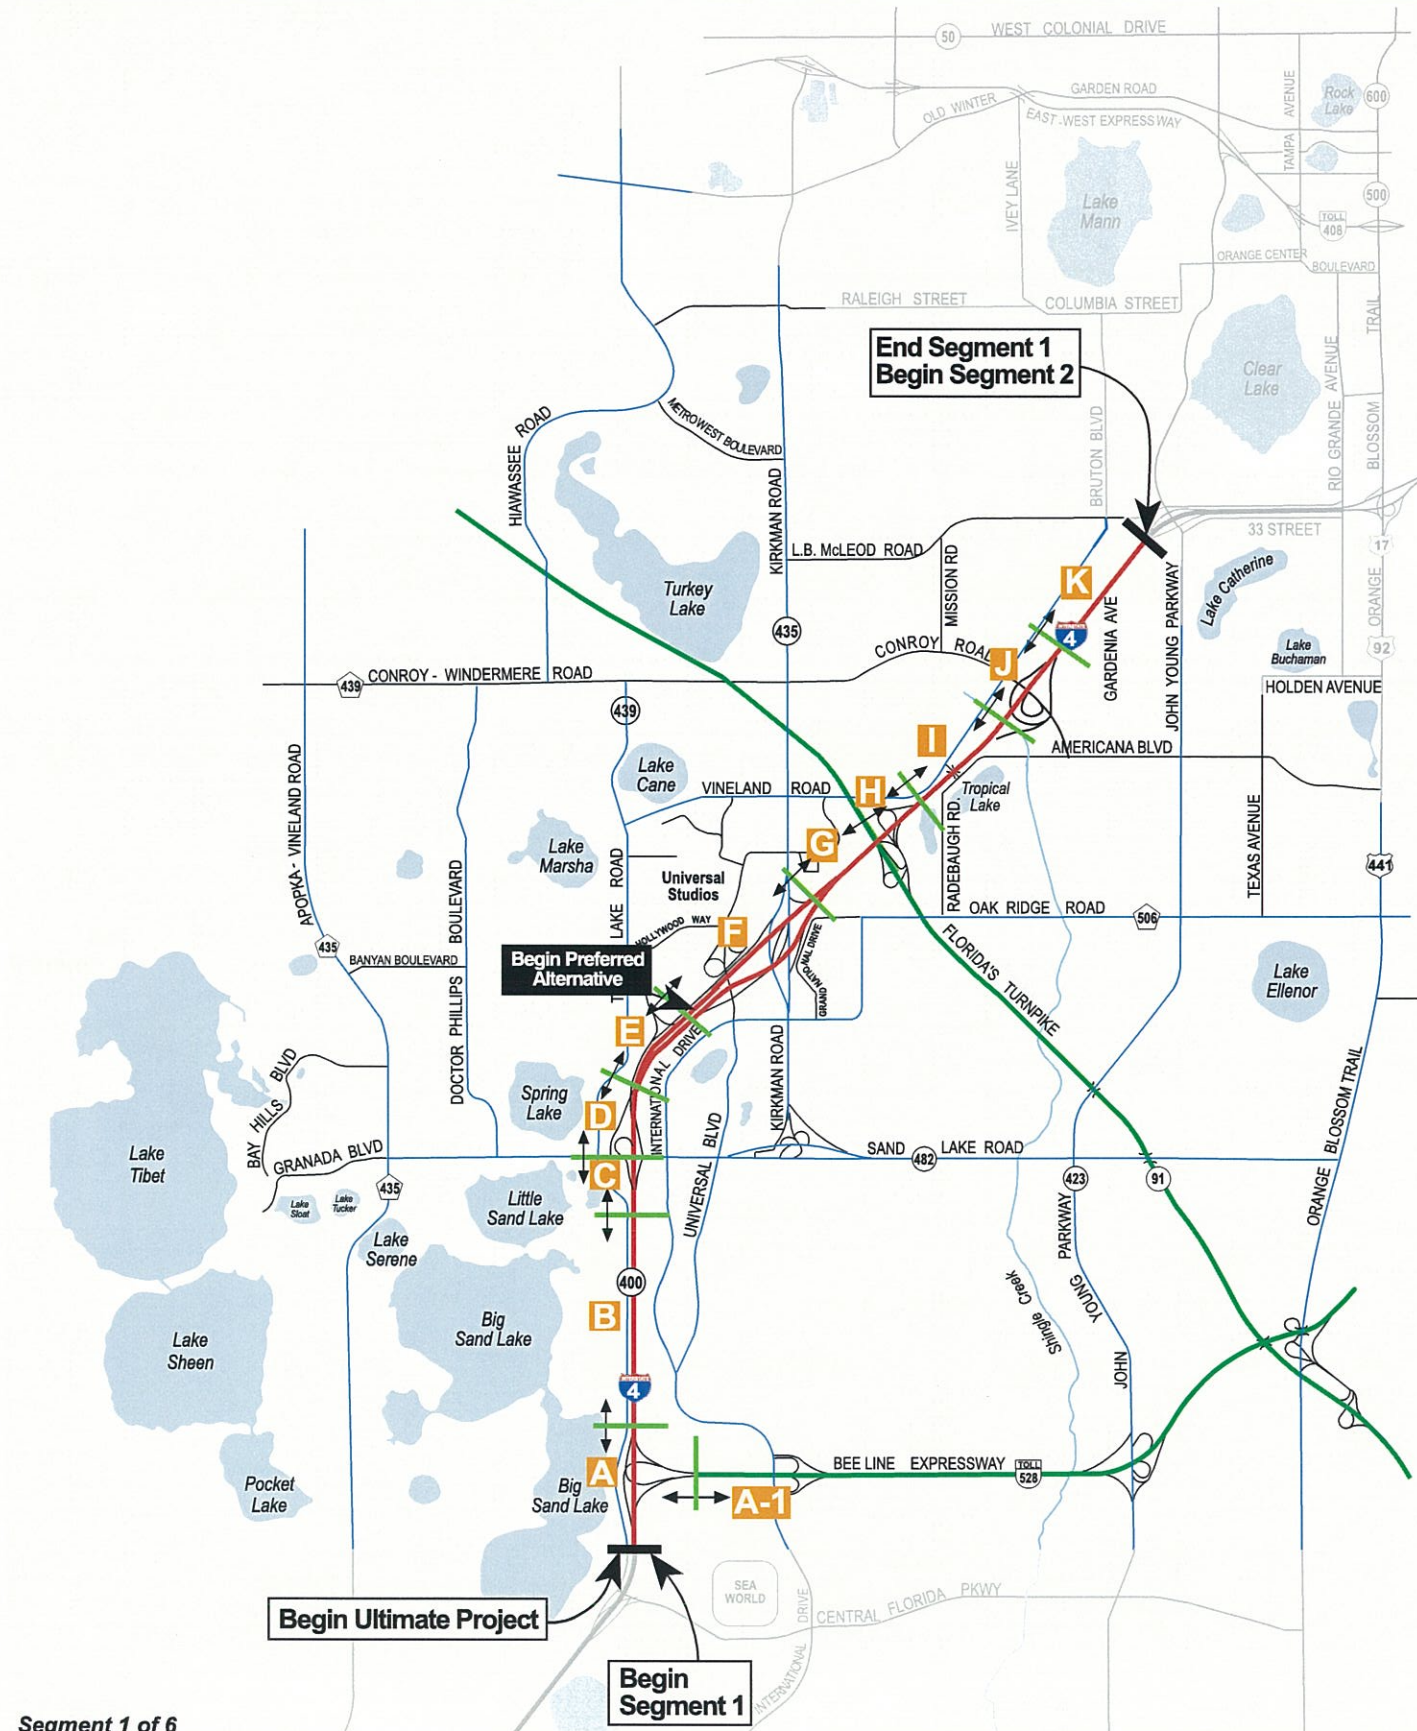 WEST COLONIAL DRIVE
50
GARDEN ROAD
OLD WINTER
EAST-WEST EXPRESSWAY
TAMPA AVENUE
Rock
Lake
600
500
TOLL
408
IVEY LANE
Lake
Mann
ORANGE CENTER
BOULEVARD
RALEIGH STREET
COLUMBIA STREET
TRAIL
End Segment 1
Begin Segment 2
Clear
Lake
RIO GRANDE AVENUE
BLOSSOM
ORANGE
BRUTON BLVD
METROWEST BOULEVARD
HIAWASSEE ROAD
KIRKMAN ROAD
L.B. McLEOD ROAD
MISSION RD
33 STREET
17
92
K
4
GARDENIA AVE
JOHN YOUNG PARKWAY
Lake Catherine
Lake
Buchaman
Turkey
Lake
435
CONROY ROAD
J
439
CONROY - WINDERMERE ROAD
HOLDEN AVENUE
439
I
AMERICANA BLVD
Lake
Cane
VINELAND ROAD
H
Tropical
Lake
APOPKA - VINELAND ROAD
RADEBAUGH RD.
TEXAS AVENUE
Lake
Marsha
G
441
LAKE ROAD
Universal
Studios
DOCTOR PHILLIPS BOULEVARD
OAK RIDGE ROAD
506
HOLLYWOOD WAY
F
435
BANYAN BOULEVARD
Begin Preferred
Alternative
GRAND NATIONAL DRIVE
FLORIDA'S TURNPIKE
Lake
Ellenor
E
INTERNATIONAL DRIVE
KIRKMAN ROAD
BAY HILLS BLVD
Spring
Lake
D
UNIVERSAL BLVD
ORANGE BLOSSOM TRAIL
GRANADA BLVD
SAND LAKE ROAD
482
Lake
Tibet
C
435
423
91
Lake
Sloat
Lake
Tucker
Little
Sand Lake
Lake
Serene
JOHN YOUNG PARKWAY
400
Shingle Creek
B
Big
Sand Lake
Lake
Sheen
4
A
BEE LINE EXPRESSWAY
TOLL
528
Pocket
Lake
Big
Sand Lake
A-1
SEA
WORLD
CENTRAL FLORIDA PKWY
INTERNATIONAL DRIVE
Begin Ultimate Project
Begin
Segment 1
Segment 1 of 6